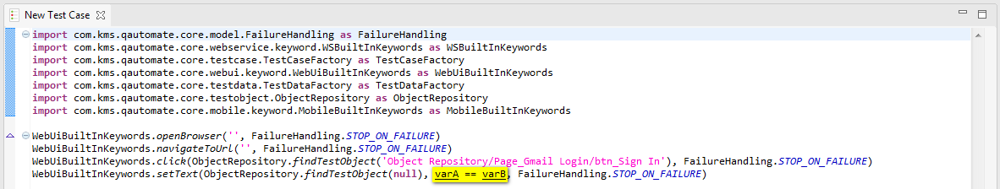 New Test Case
import com.kms.qautomate.core.model.FailureHandling as FailureHandling
import com.kms.qautomate.core.webservice.keyword.WSBuiltInKeywords as WSBuiltInKeywords
import com.kms.qautomate.core.testcase.TestCaseFactory as TestCaseFactory
import com.kms.qautomate.core.webui.keyword.WebUiBuiltInKeywords as WebUiBuiltInKeywords
import com.kms.qautomate.core.testdata.TestDataFactory as TestDataFactory
import com.kms.qautomate.core.testobject.ObjectRepository as ObjectRepository
import com.kms.qautomate.core.mobile.keyword.MobileBuiltInKeywords as MobileBuiltInKeywords
WebUiBuiltInKeywords.openBrowser('', FailureHandling.STOP_ON_FAILURE)
WebUiBuiltInKeywords.navigateToUrl('', FailureHandling.STOP_ON_FAILURE)
WebUiBuiltInKeywords.click(ObjectRepository.findTestObject('Object Repository/Page_Gmail Login/btn_Sign In'), FailureHandling.STOP_ON_FAILURE)
WebUiBuiltInKeywords.setText(ObjectRepository.findTestObject(null), varA == varB, FailureHandling.STOP_ON_FAILURE)